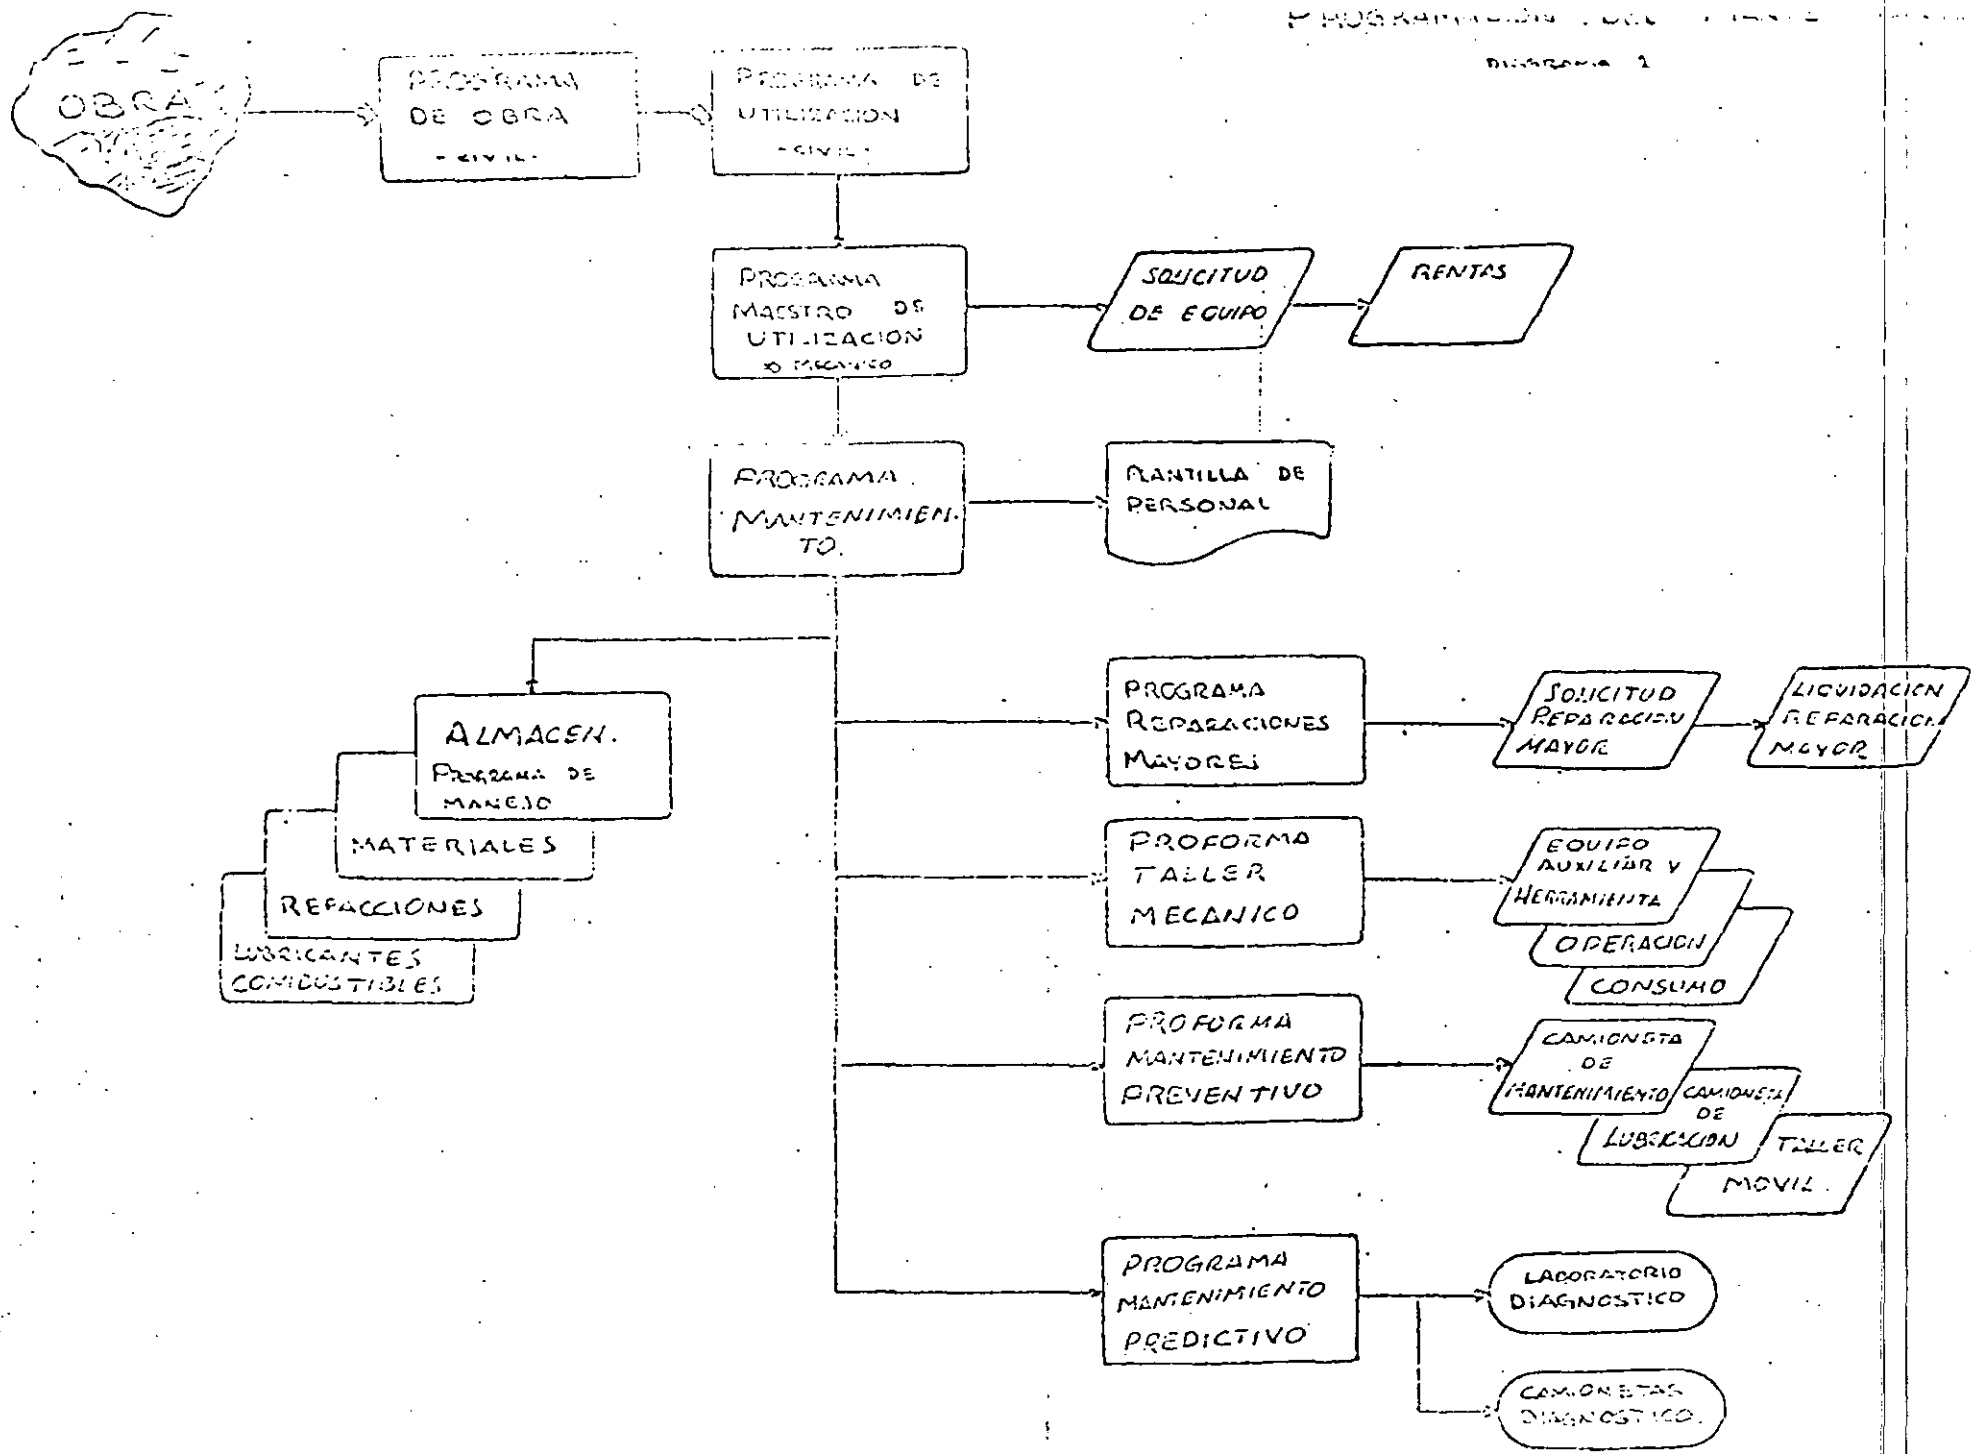 PROGRAMACION DEL
DIAGRAMA 1
OBRA
PROGRAMA
DE OBRA
- CIVIL -
PROGRAMA DE
UTILIZACION
- CIVIL -
PROGRAMA
MAESTRO DE
UTILIZACION
MECANICO
SOLICITUD
DE EQUIPO
RENTAS
PROGRAMA
MANTENIMIEN-
TO.
PLANTILLA DE
PERSONAL
ALMACEN.
PROGRAMA DE
MANEJO
MATERIALES
REFACCIONES
LUBRICANTES
COMBUSTIBLES
PROGRAMA
REPARACIONES
MAYORES
SOLICITUD
REPARACION
MAYOR
LIQUIDACION
REPARACION
MAYOR
PROFORMA
TALLER
MECANICO
EQUIPO
AUXILIAR Y
HERRAMIENTA
OPERACION
CONSUMO
PROFORMA
MANTENIMIENTO
PREVENTIVO
CAMIONETA
DE
MANTENIMIENTO
CAMIONETA
DE
LUBRICACION
TALLER
MOVIL
PROGRAMA
MANTENIMIENTO
PREDICTIVO
LABORATORIO
DIAGNOSTICO
CAMIONETAS
DIAGNOSTICO.